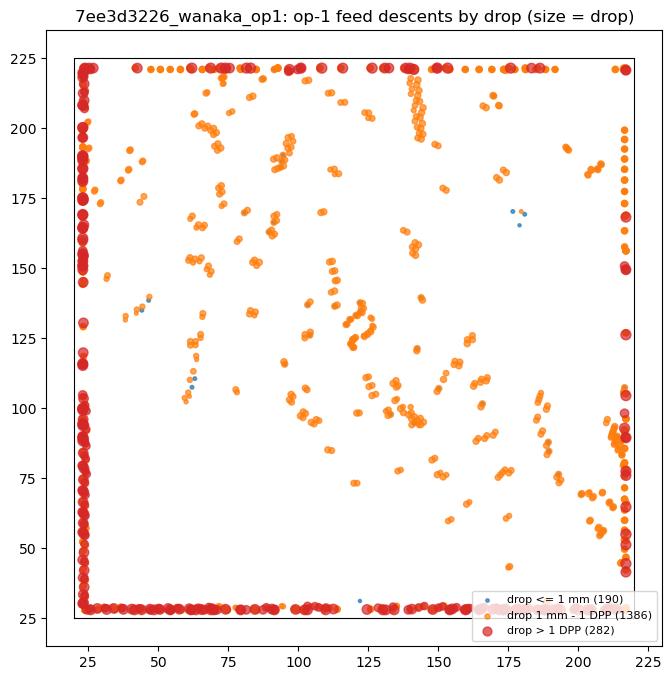 7ee3d3226_wanaka_op1: op-1 feed descents by drop (size = drop)
225
200
175
150
125
100
75
50
25
drop <= 1 mm (190)
drop 1 mm - 1 DPP (1386)
drop > 1 DPP (282)
25 50 75 100 125 150 175 200 225